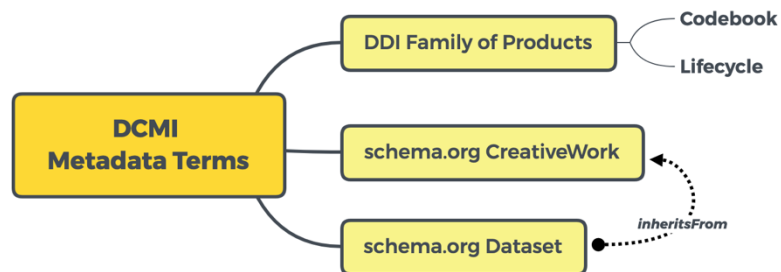 DCMI
Metadata Terms
DDI Family of Products
Codebook
Lifecycle
schema.org CreativeWork
schema.org Dataset
inheritsFrom